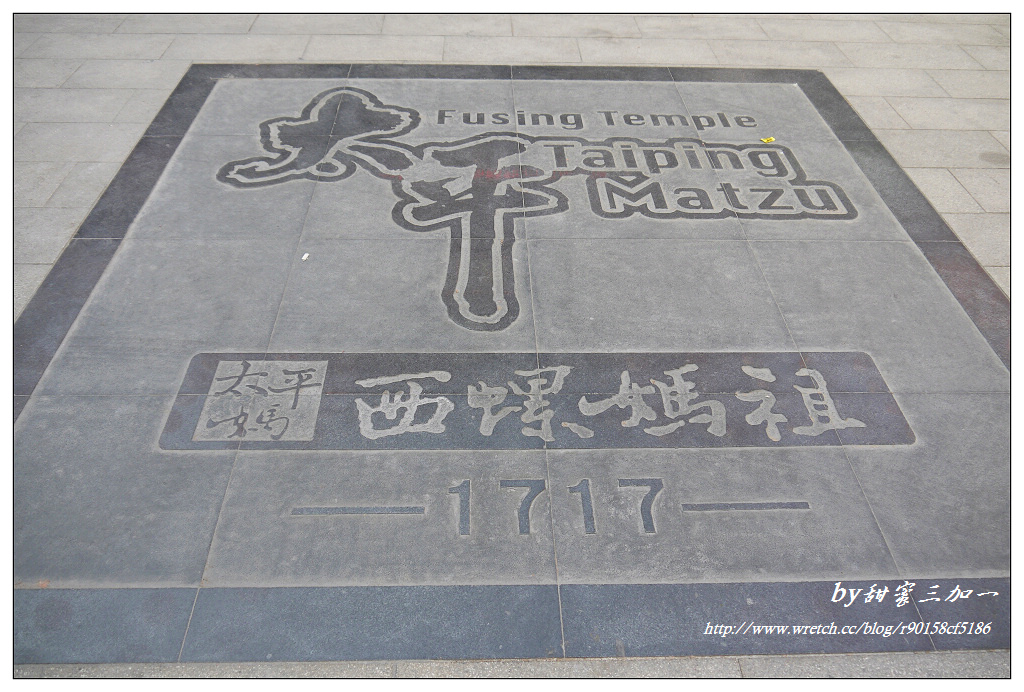 太平
Fusing Temple
Taiping
Matzu
太平
媽
西螺媽祖
1717
by甜蜜三加一
http://www.wretch.cc/blog/r90158cf5186